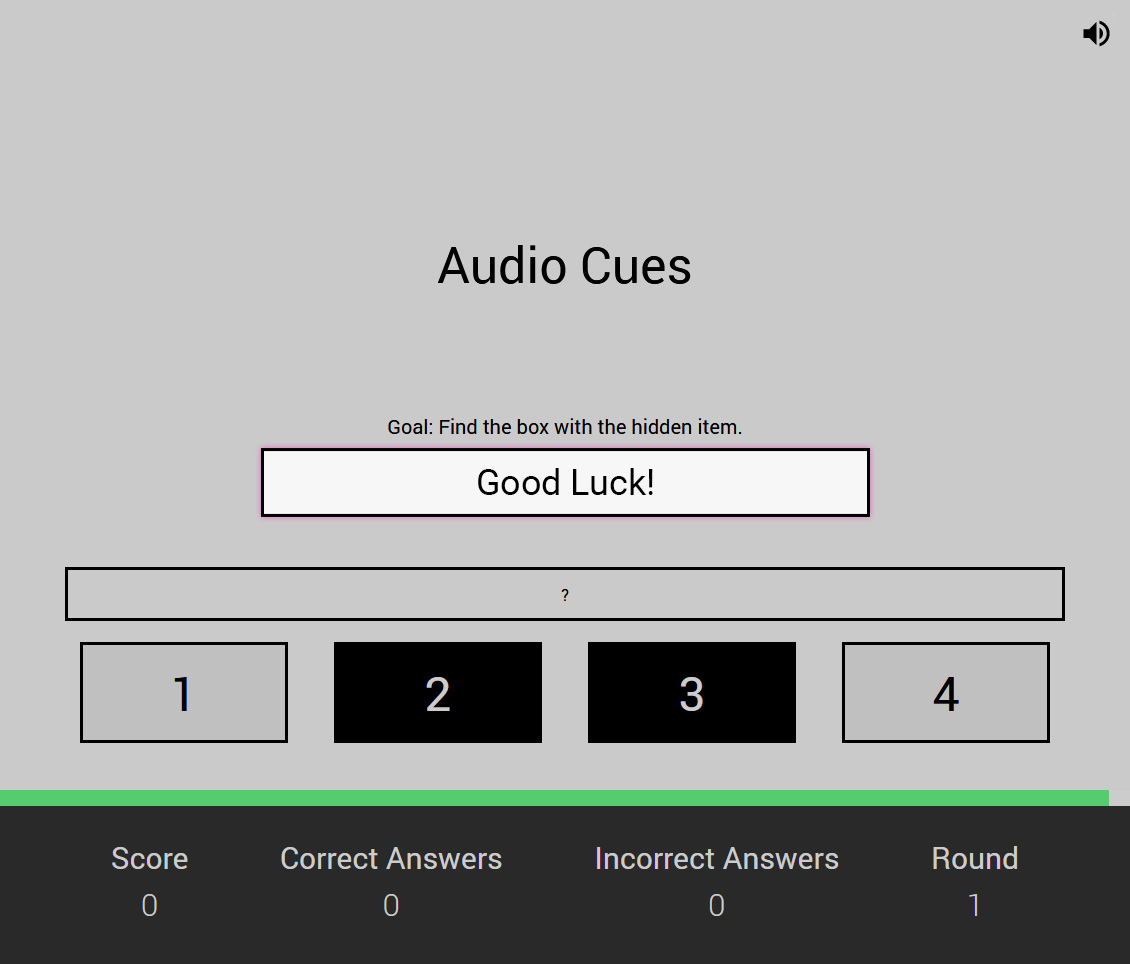 Audio Cues
Goal: Find the box with the hidden item.
Good Luck!
?
1 2 3 4
Score Correct Answers Incorrect Answers Round
0 0 0 1